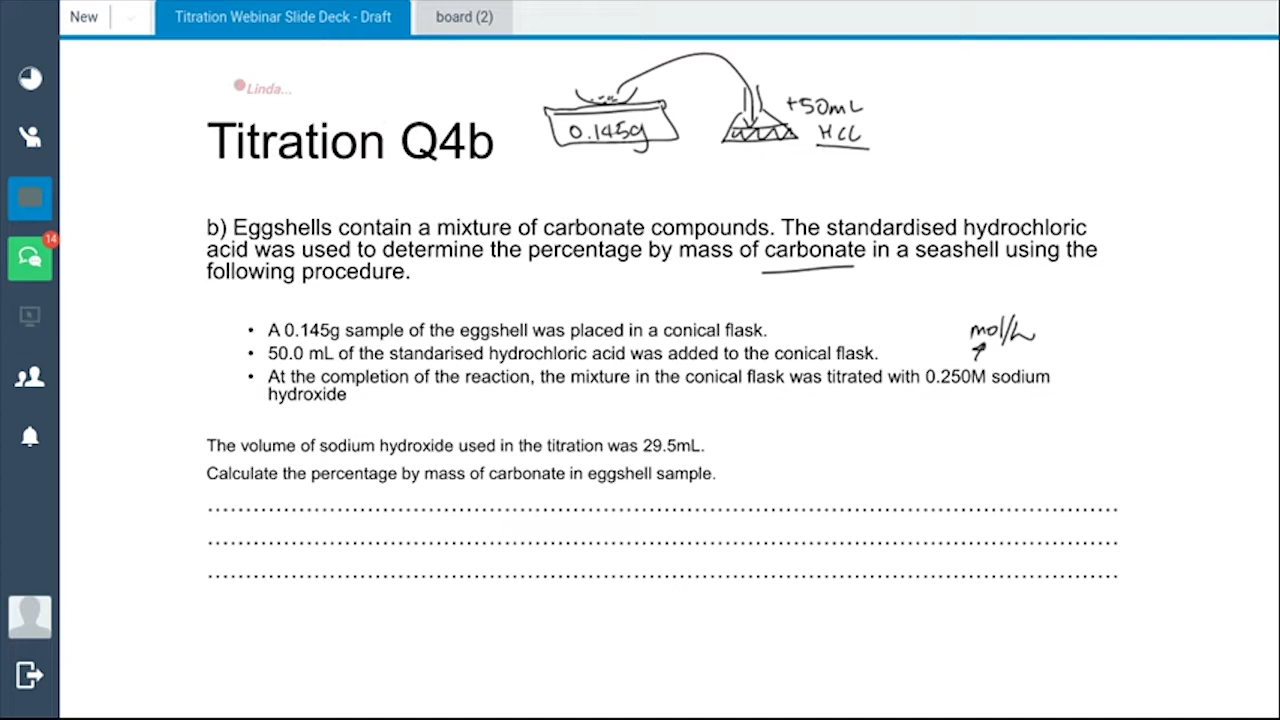 New
Titration Webinar Slide Deck - Draft
board (2)
Linda...
Titration Q4b
0.145g
+50mL
HCl
b) Eggshells contain a mixture of carbonate compounds. The standardised hydrochloric
acid was used to determine the percentage by mass of carbonate in a seashell using the
following procedure.
• A 0.145g sample of the eggshell was placed in a conical flask.
• 50.0 mL of the standarised hydrochloric acid was added to the conical flask.
mol/L
• At the completion of the reaction, the mixture in the conical flask was titrated with 0.250M sodium
hydroxide
The volume of sodium hydroxide used in the titration was 29.5mL.
Calculate the percentage by mass of carbonate in eggshell sample.
14